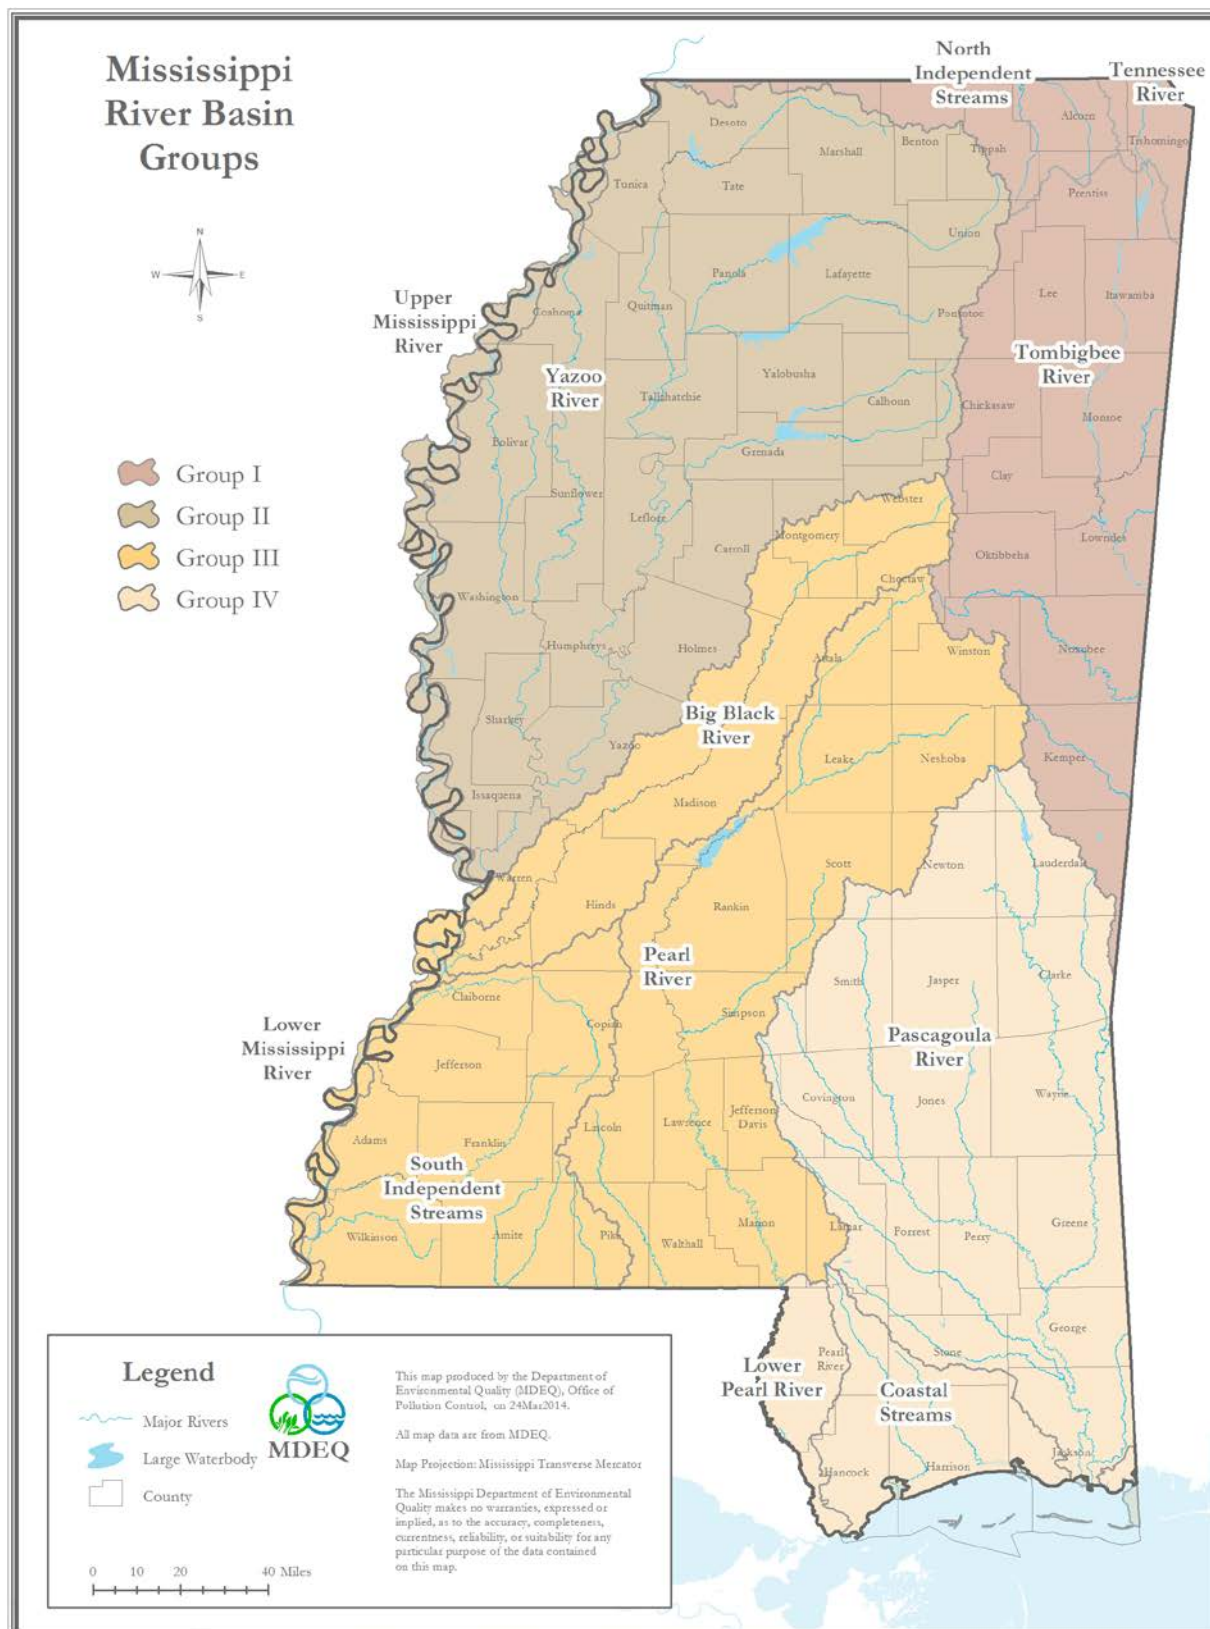 Mississippi
River Basin
Groups
North
Independent
Streams
Tennessee
River
N
W
E
S
Upper
Mississippi
River
Yazoo
River
Tombigbee
River
Group I
Group II
Group III
Group IV
Big Black
River
Pearl
River
Lower
Mississippi
River
Pascagoula
River
South
Independent
Streams
Lower
Pearl River
Coastal
Streams
Desoto
Marshall
Benton
Tippah
Alcorn
Tishomingo
Tunica
Tate
Prentiss
Union
Panola
Lafayette
Lee
Itawamba
Coahoma
Quitman
Pontotoc
Yalobusha
Tallahatchie
Calhoun
Chickasaw
Monroe
Bolivar
Grenada
Clay
Sunflower
Webster
Leflore
Carroll
Montgomery
Oktibbeha
Lowndes
Choctaw
Washington
Humphreys
Holmes
Attala
Winston
Noxubee
Sharkey
Yazoo
Leake
Neshoba
Kemper
Issaquena
Madison
Scott
Newton
Lauderdale
Warren
Hinds
Rankin
Claiborne
Copiah
Simpson
Smith
Jasper
Clarke
Jefferson
Covington
Jones
Wayne
Adams
Franklin
Lincoln
Lawrence
Jefferson
Davis
Wilkinson
Amite
Pike
Walthall
Marion
Lamar
Forrest
Perry
Greene
George
Pearl
River
Stone
Hancock
Harrison
Jackson
Legend
Major Rivers
Large Waterbody
County
0 10 20 40 Miles
MDEQ
This map produced by the Department of
Environmental Quality (MDEQ), Office of
Pollution Control, on 24Mar2014.
All map data are from MDEQ.
Map Projection: Mississippi Transverse Mercator
The Mississippi Department of Environmental
Quality makes no warranties, expressed or
implied, as to the accuracy, completeness,
currentness, reliability, or suitability for any
particular purpose of the data contained
on this map.